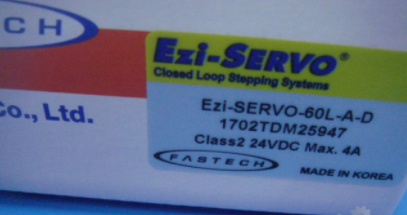 CH
Ezi-SERVO®
Closed Loop Stepping Systems
o., Ltd.
Ezi-SERVO-60L-A-D
1702TDM25947
Class2 24VDC Max. 4A
FASTECH
MADE IN KOREA